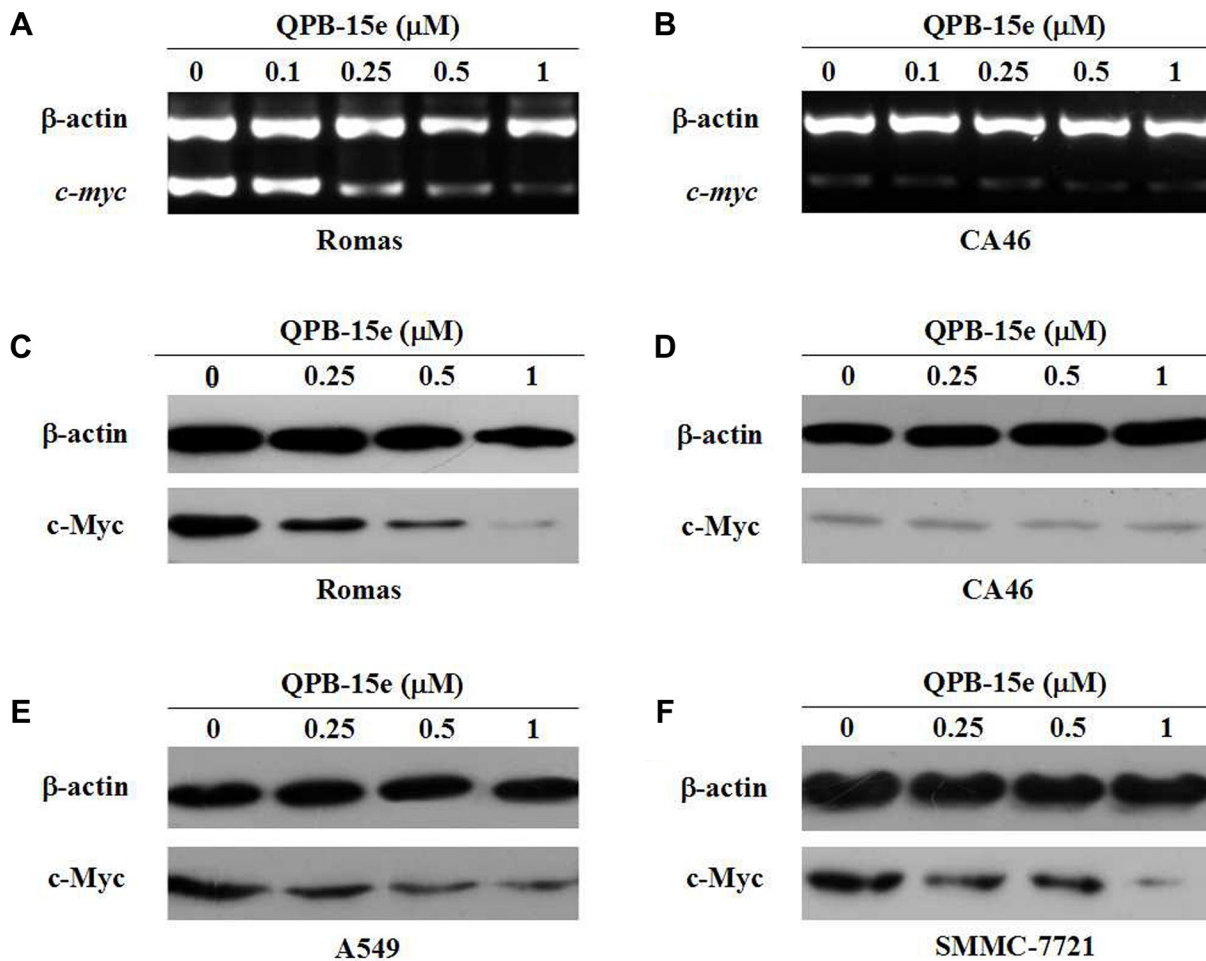 A
QPB-15e (μM)
0 0.1 0.25 0.5 1
β-actin
c-myc
Romas
B
QPB-15e (μM)
0 0.1 0.25 0.5 1
β-actin
c-myc
CA46
C
QPB-15e (μM)
0 0.25 0.5 1
β-actin
c-Myc
Romas
D
QPB-15e (μM)
0 0.25 0.5 1
β-actin
c-Myc
CA46
E
QPB-15e (μM)
0 0.25 0.5 1
β-actin
c-Myc
A549
F
QPB-15e (μM)
0 0.25 0.5 1
β-actin
c-Myc
SMMC-7721